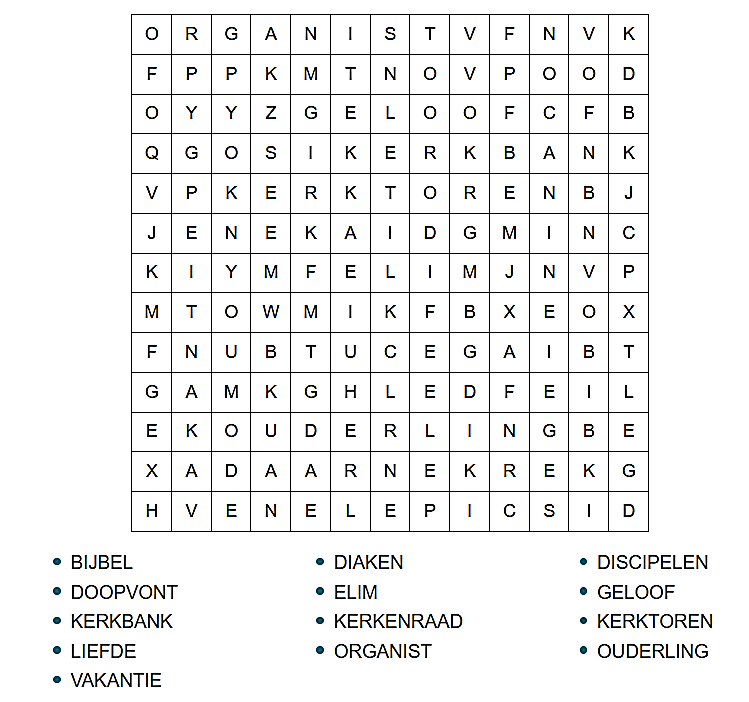 O R G A N I S T V F N V K
F P P K M T N O V P O O D
O Y Y Z G E L O O F C F B
Q G O S I K E R K B A N K
V P K E R K T O R E N B J
J E N E K A I D G M I N C
K I Y M F E L I M J N V P
M T O W M I K F B X E O X
F N U B T U C E G A I B T
G A M K G H L E D F E I L
E K O U D E R L I N G B E
X A D A A R N E K R E K G
H V E N E L E P I C S I D
• BIJBEL • DIAKEN • DISCIPELEN
• DOOPVONT • ELIM • GELOOF
• KERKBANK • KERKENRAAD • KERKTOREN
• LIEFDE • ORGANIST • OUDERLING
• VAKANTIE